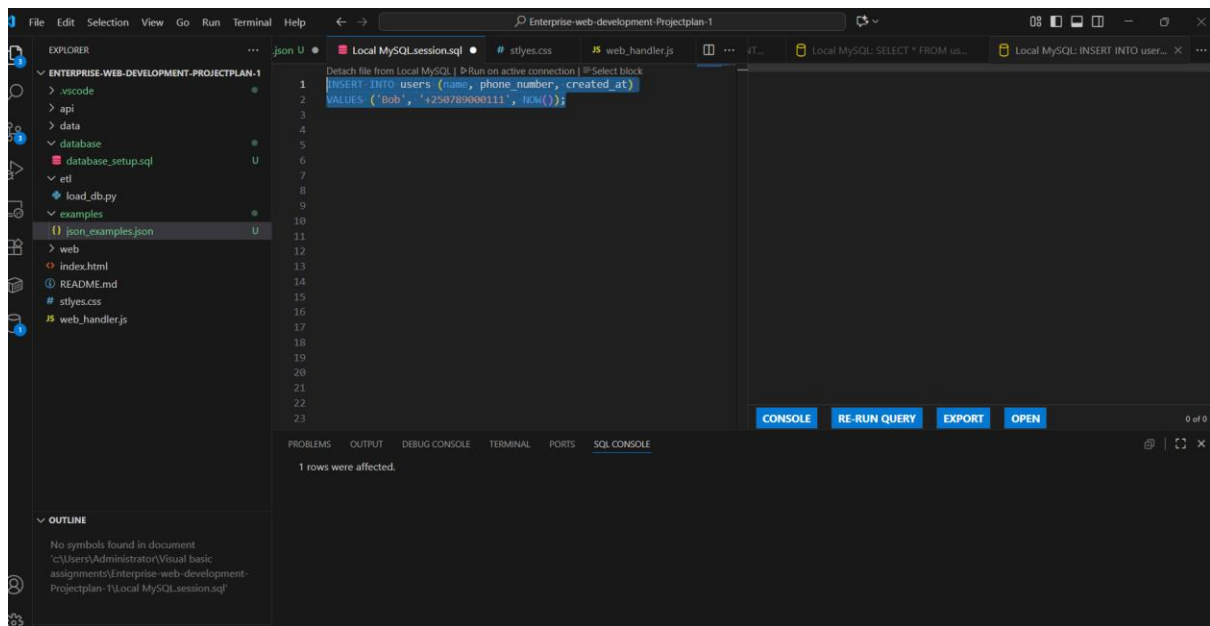 File Edit Selection View Go Run Terminal Help
Enterprise-web-development-Projectplan-1
EXPLORER
ENTERPRISE-WEB-DEVELOPMENT-PROJECTPLAN-1
.vscode
api
data
database
database_setup.sql U
etl
load_db.py
examples
{} json_examples.json U
web
index.html
README.md
# stlyes.css
JS web_handler.js
OUTLINE
No symbols found in document
'c:\Users\Administrator\Visual basic
assignments\Enterprise-web-development-
Projectplan-1\Local MySQL.session.sql'
.json U
Local MySQL.session.sql
# stlyes.css
JS web_handler.js
Local MySQL: SELECT * FROM us...
Local MySQL: INSERT INTO user...
Detach file from Local MySQL | Run on active connection | Select block
1 INSERT INTO users (name, phone_number, created_at)
2 VALUES ('Bob', '+250789000111', NOW());
3
4
5
6
7
8
9
10
11
12
13
14
15
16
17
18
19
20
21
22
23
CONSOLE RE-RUN QUERY EXPORT OPEN 0 of 0
PROBLEMS OUTPUT DEBUG CONSOLE TERMINAL PORTS SQL CONSOLE
1 rows were affected.